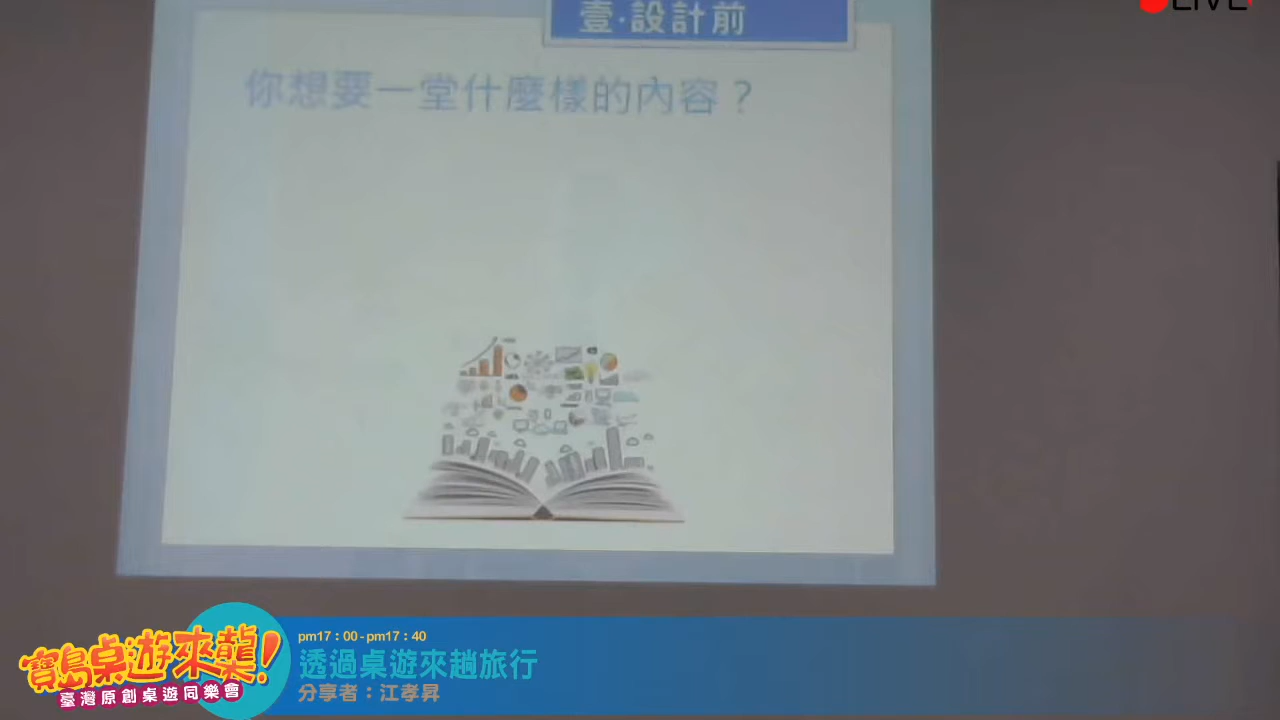 LIVE
壹·設計前
你想要一堂什麼樣的內容？
寶島桌遊來襲!
臺灣原創桌遊同樂會
pm17：00-pm17：40
透過桌遊來趟旅行
分享者：江孝昇